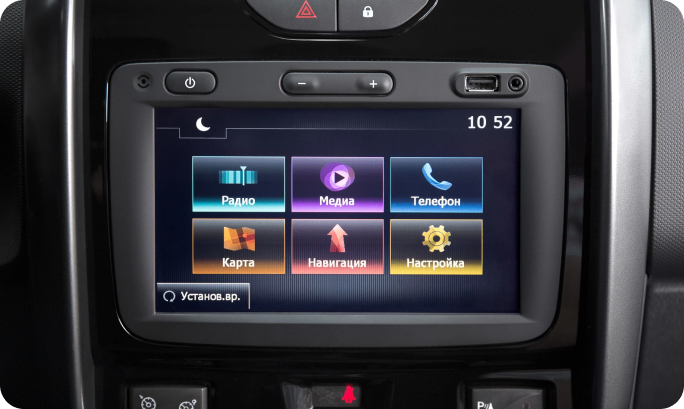 10 52
Радио
Медиа
Телефон
Карта
Навигация
Настройка
Установ.вр.
P